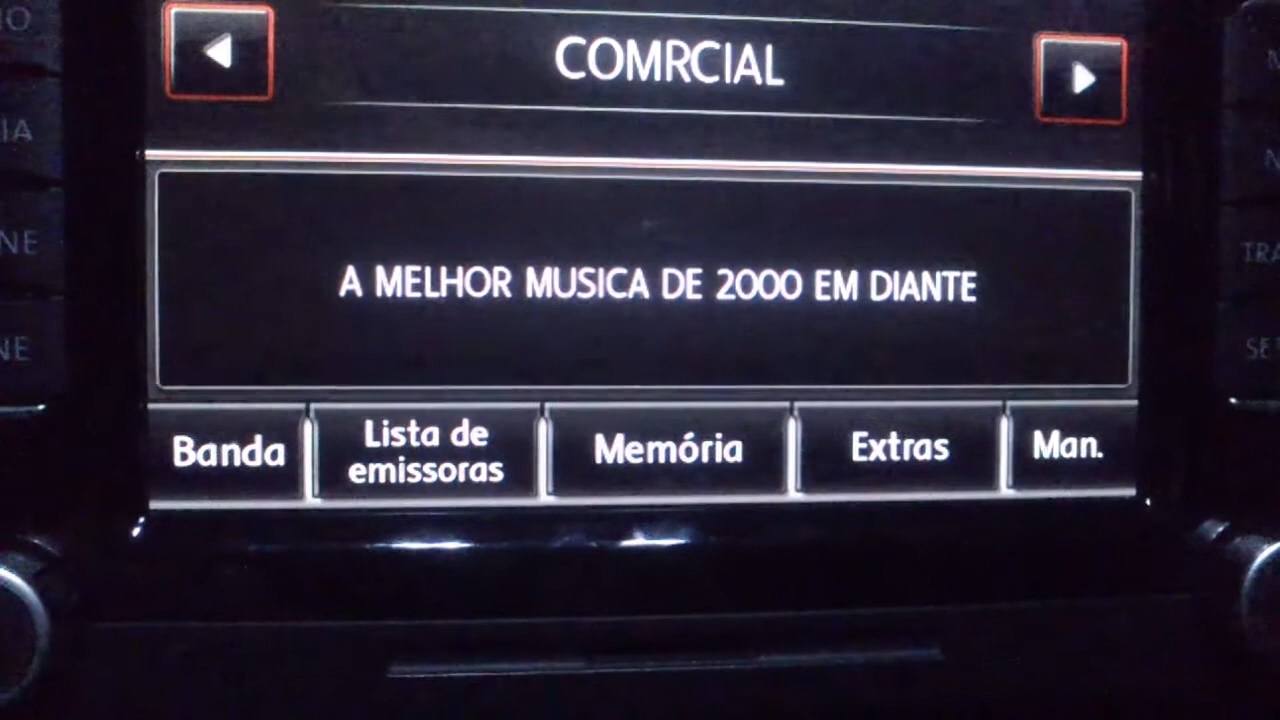 COMRCIAL
A MELHOR MUSICA DE 2000 EM DIANTE
Banda
Lista de
emissoras
Memória
Extras
Man.